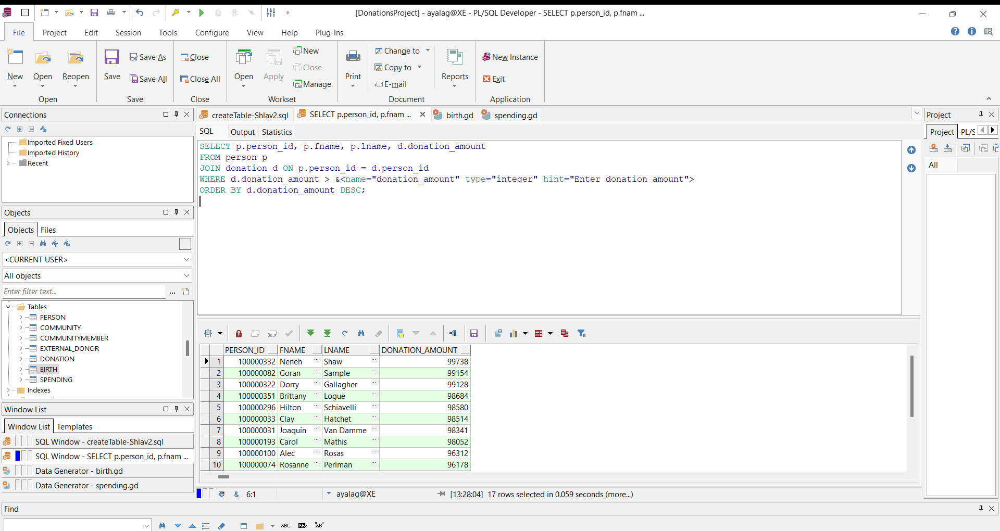 [DonationsProject] - ayalag@XE - PL/SQL Developer - SELECT p.person_id, p.fnam ...
File Project Edit Session Tools Configure View Help Plug-Ins
New Open Reopen
Open
Save Save As Save All
Save
Close Close All
Close
Open Apply New Close Manage
Workset
Print Change to Copy to E-mail
Reports
Document
New Instance
Exit
Application
Connections
Imported Fixed Users
Imported History
Recent
Objects
Objects Files
<CURRENT USER>
All objects
Enter filter text...
...
Tables
PERSON
COMMUNITY
COMMUNITYMEMBER
EXTERNAL_DONOR
DONATION
BIRTH
SPENDING
Indexes
Window List
Window List Templates
SQL Window - createTable-Shlav2.sql
SQL Window - SELECT p.person_id, p.fnam ...
Data Generator - birth.gd
Data Generator - spending.gd
createTable-Shlav2.sql SELECT p.person_id, p.fnam ... birth.gd spending.gd
SQL Output Statistics
SELECT p.person_id, p.fname, p.lname, d.donation_amount
FROM person p
JOIN donation d ON p.person_id = d.person_id
WHERE d.donation_amount > &<name="donation_amount" type="integer" hint="Enter donation amount">
ORDER BY d.donation_amount DESC;
PERSON_ID FNAME LNAME DONATION_AMOUNT
1 100000332 Neneh ... Shaw ... 99738
2 100000082 Goran ... Sample ... 99154
3 100000322 Dorry ... Gallagher ... 99128
4 100000351 Brittany ... Logue ... 98684
5 100000296 Hilton ... Schiavelli ... 98580
6 100000033 Clay ... Hatchet ... 98514
7 100000031 Joaquin ... Van Damme ... 98341
8 100000193 Carol ... Mathis ... 98052
9 100000100 Alec ... Rosas ... 96312
10 100000074 Rosanne ... Perlman ... 96178
& 6:1 ayalag@XE [13:28:04] 17 rows selected in 0.059 seconds (more...)
Project
Project PL/S
All
Find
ABC AB "AB"